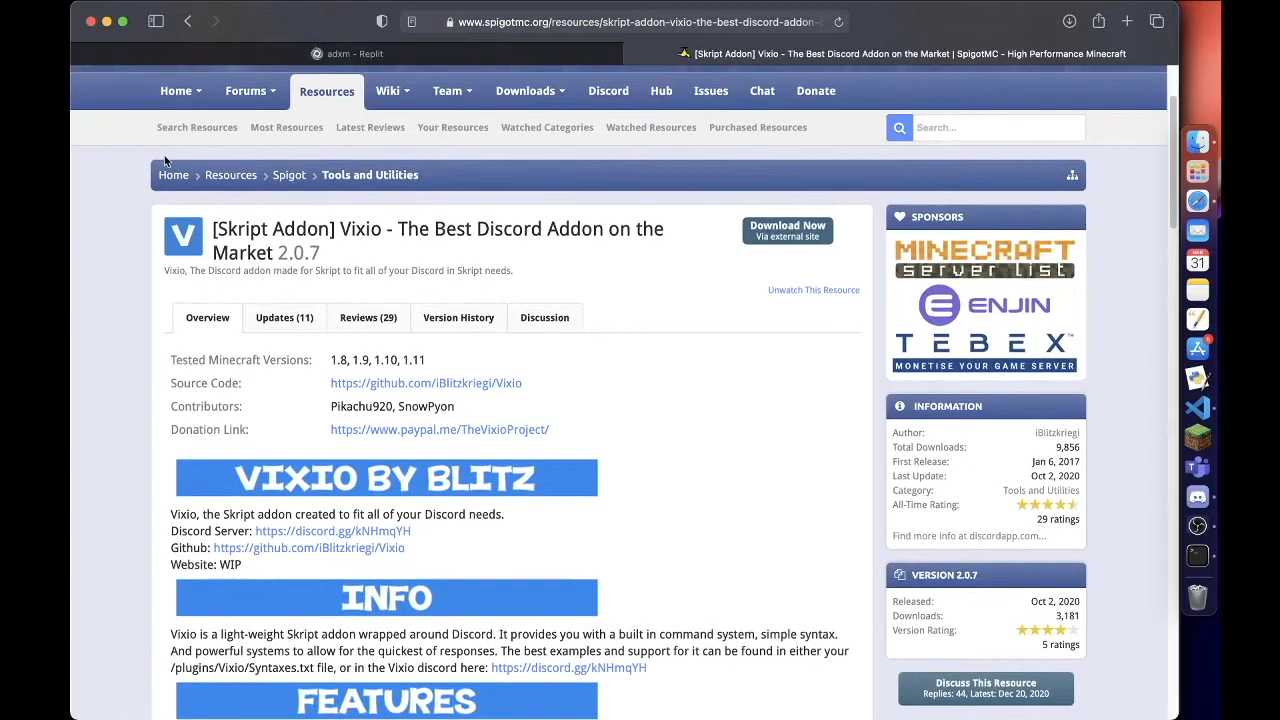 www.spigotmc.org/resources/skript-addon-vixio-the-best-discord-addon-
adxm – Replit
[Skript Addon] Vixio - The Best Discord Addon on the Market | SpigotMC - High Performance Minecraft
Home Forums Resources Wiki Team Downloads Discord Hub Issues Chat Donate
Search Resources Most Resources Latest Reviews Your Resources Watched Categories Watched Resources Purchased Resources
Search...
Home Resources Spigot Tools and Utilities
V
[Skript Addon] Vixio - The Best Discord Addon on the
Market 2.0.7
Vixio, The Discord addon made for Skript to fit all of your Discord in Skript needs.
Download Now
Via external site
Unwatch This Resource
Overview Updates (11) Reviews (29) Version History Discussion
Tested Minecraft Versions: 1.8, 1.9, 1.10, 1.11
Source Code: https://github.com/iBlitzkriegi/Vixio
Contributors: Pikachu920, SnowPyon
Donation Link: https://www.paypal.me/TheVixioProject/
VIXIO BY BLITZ
Vixio, the Skript addon created to fit all of your Discord needs.
Discord Server: https://discord.gg/kNHmqYH
Github: https://github.com/iBlitzkriegi/Vixio
Website: WIP
INFO
Vixio is a light-weight Skript addon wrapped around Discord. It provides you with a built in command system, simple syntax.
And powerful systems to allow for the quickest of responses. The best examples and support for it can be found in either your
/plugins/Vixio/Syntaxes.txt file, or in the Vixio discord here: https://discord.gg/kNHmqYH
FEATURES
SPONSORS
MINECRAFT
server list
ENJIN
TEBEX
MONETISE YOUR GAME SERVER
INFORMATION
Author: iBlitzkriegi
Total Downloads: 9,856
First Release: Jan 6, 2017
Last Update: Oct 2, 2020
Category: Tools and Utilities
All-Time Rating:
29 ratings
Find more info at discordapp.com...
VERSION 2.0.7
Released: Oct 2, 2020
Downloads: 3,181
Version Rating:
5 ratings
Discuss This Resource
Replies: 44, Latest: Dec 20, 2020
31